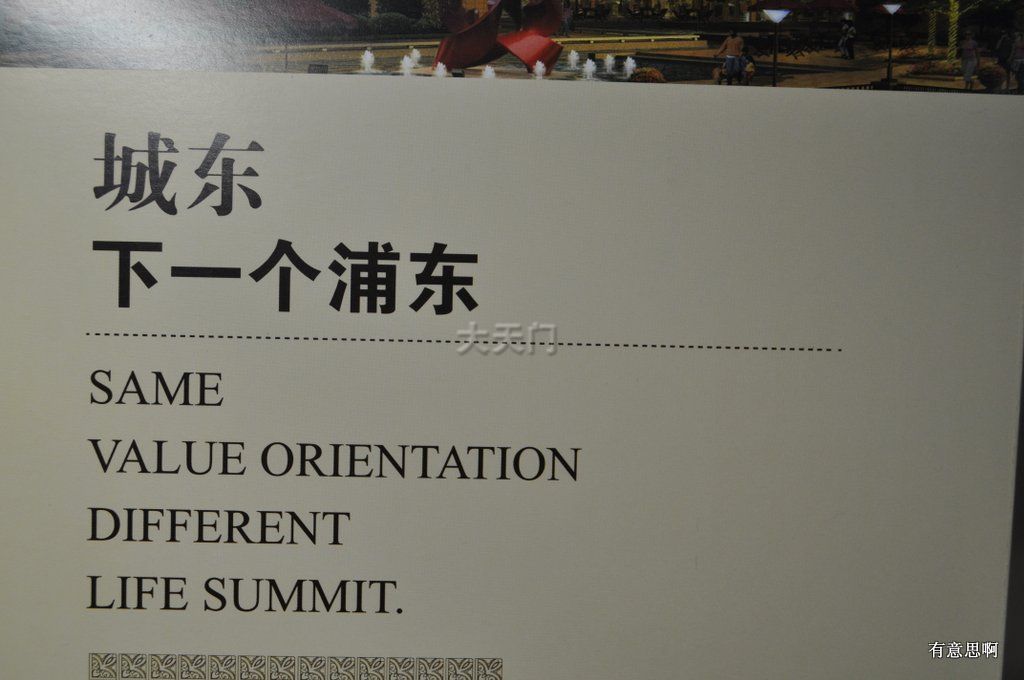 城东
下一个浦东
大天门
SAME
VALUE ORIENTATION
DIFFERENT
LIFE SUMMIT.
有意思啊